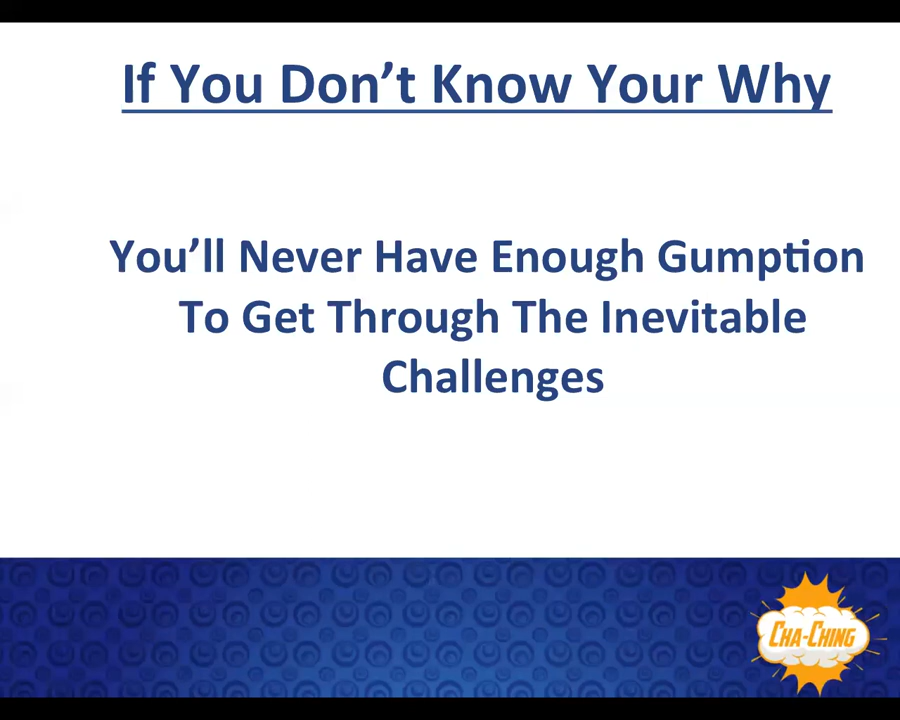 If You Don’t Know Your Why
You’ll Never Have Enough Gumption
To Get Through The Inevitable
Challenges
CHA-CHING